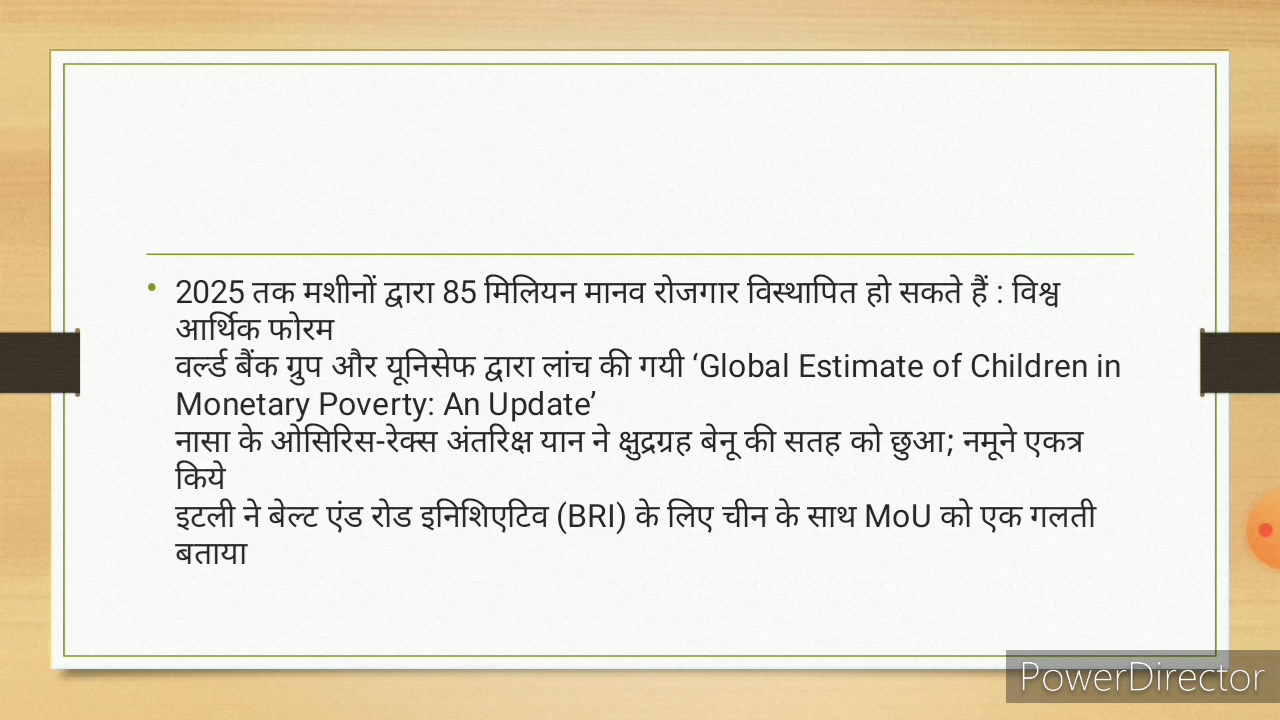 • 2025 तक मशीनों द्वारा 85 मिलियन मानव रोजगार विस्थापित हो सकते हैं : विश्व
आर्थिक फोरम
वर्ल्ड बैंक ग्रुप और यूनिसेफ द्वारा लांच की गयी ‘Global Estimate of Children in
Monetary Poverty: An Update’
नासा के ओसिरिस-रेक्स अंतरिक्ष यान ने क्षुद्रग्रह बेनू की सतह को छुआ; नमूने एकत्र
किये
इटली ने बेल्ट एंड रोड इनिशिएटिव (BRI) के लिए चीन के साथ MoU को एक गलती
बताया
PowerDirector